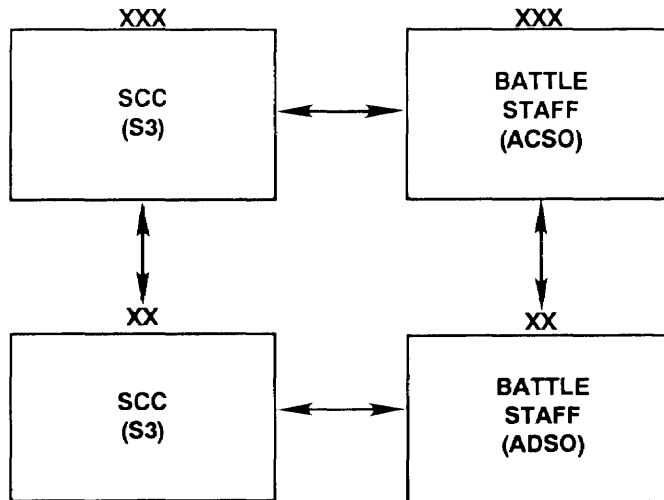 XXX
SCC
(S3)
XXX
BATTLE
STAFF
(ACSO)
XX
SCC
(S3)
XX
BATTLE
STAFF
(ADSO)